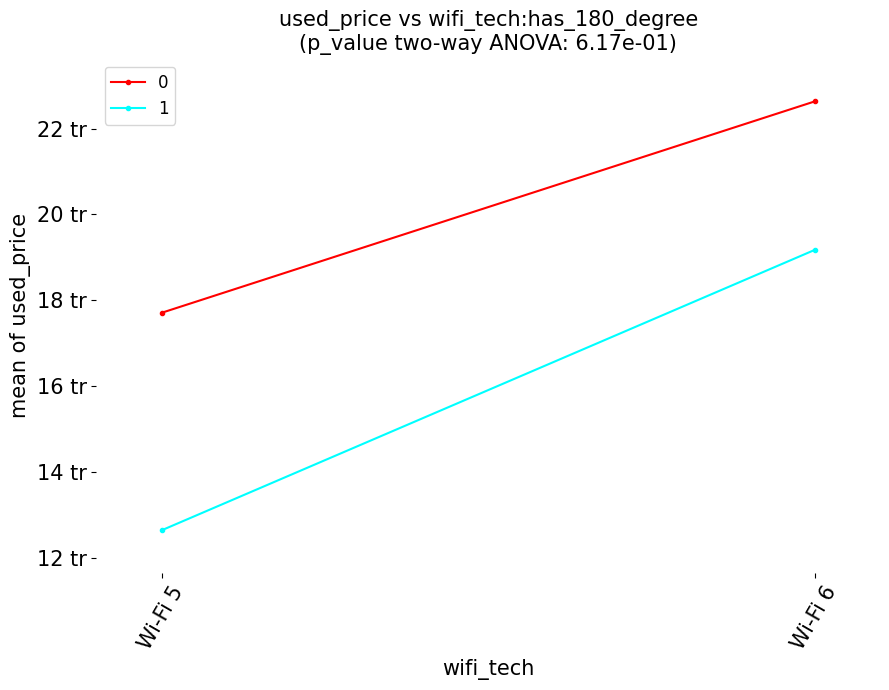 used_price vs wifi_tech:has_180_degree
(p_value two-way ANOVA: 6.17e-01)
0
1
22 tr
20 tr
18 tr
16 tr
14 tr
12 tr
mean of used_price
Wi-Fi 5
Wi-Fi 6
wifi_tech